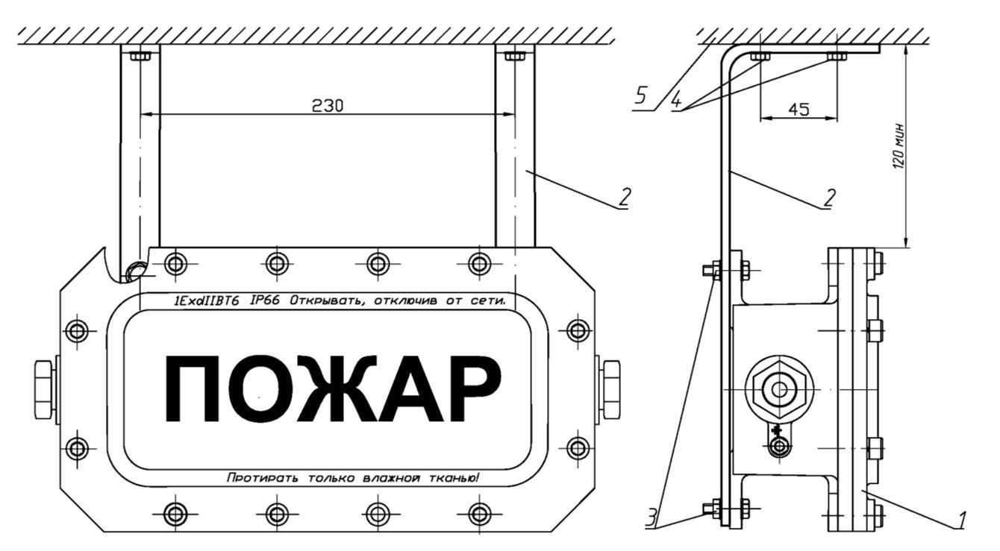 230
2
1ExdIIBT6 IP66 Открывать, отключив от сети.
ПОЖАР
Протирать только влажной тканью!
5
4
45
120 мин
2
3
1